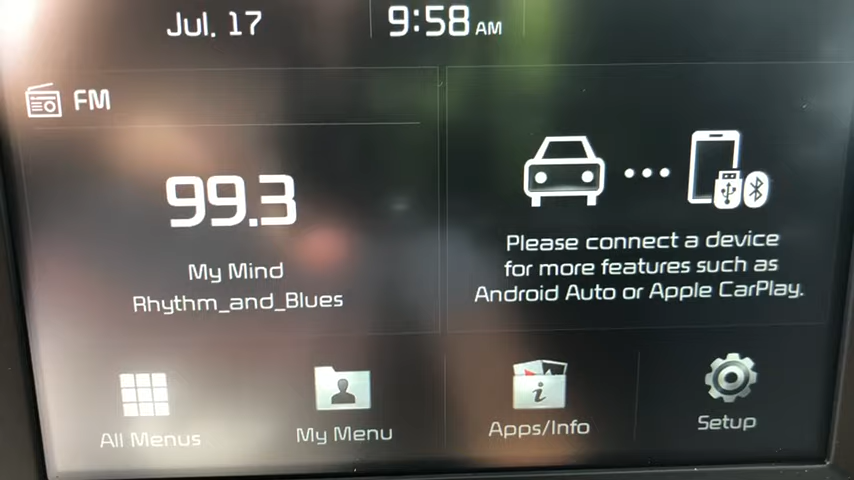 Jul. 17
9:58 AM
FM
99.3
My Mind
Rhythm_and_Blues
Please connect a device
for more features such as
Android Auto or Apple CarPlay.
All Menus
My Menu
Apps/Info
Setup